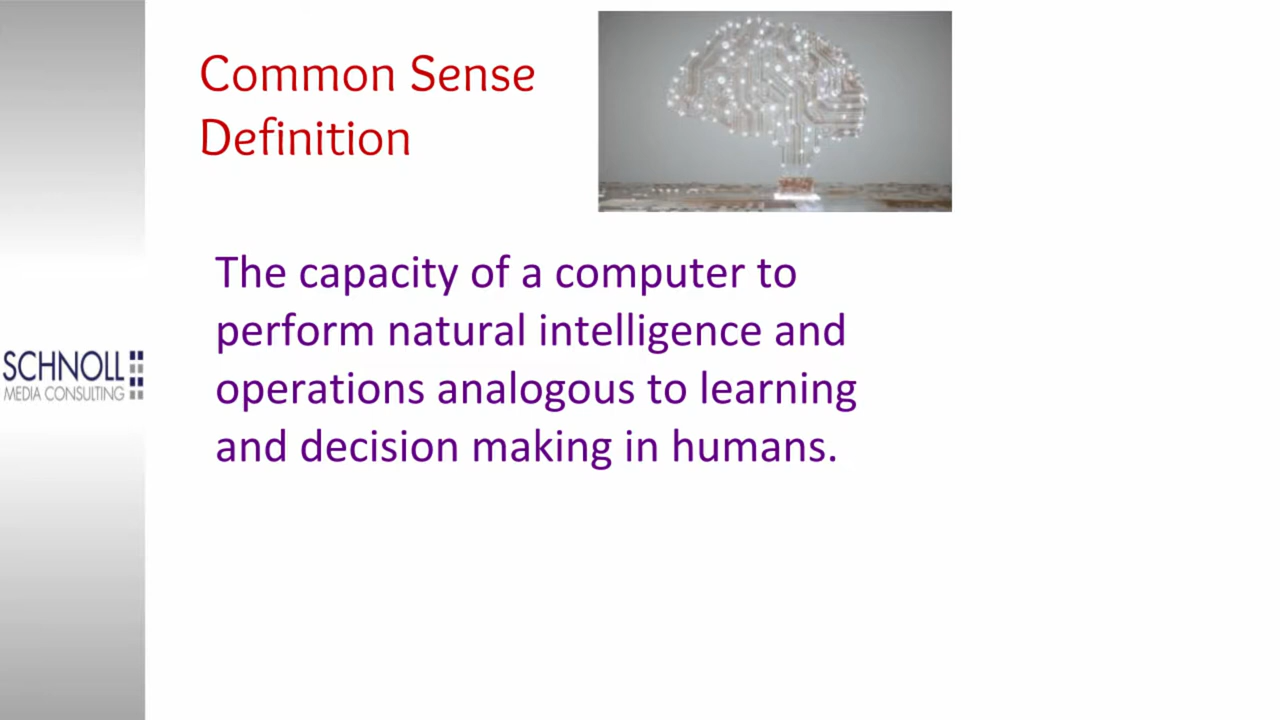 Common Sense
Definition
The capacity of a computer to
perform natural intelligence and
operations analogous to learning
and decision making in humans.
SCHNOLL
MEDIA CONSULTING